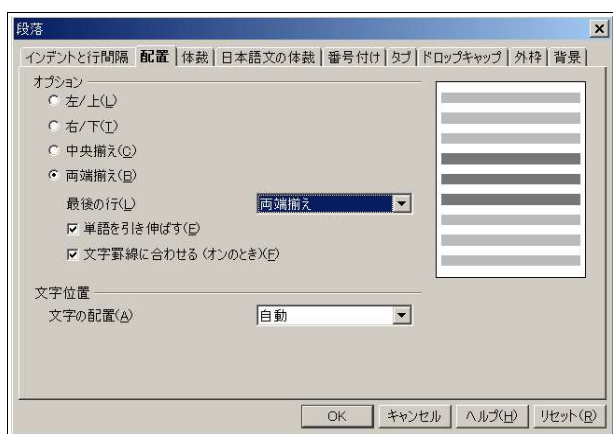 段落
インデントと行間隔 配置 体裁 日本語文の体裁 番号付け タブ ドロップキャップ 外枠 背景
オプション
左/上(L)
右/下(T)
中央揃え(C)
両端揃え(B)
最後の行(L) 両端揃え
単語を引き伸ばす(E)
文字罫線に合わせる (オンのとき)(F)
文字位置
文字の配置(A) 自動
OK キャンセル ヘルプ(H) リセット(R)